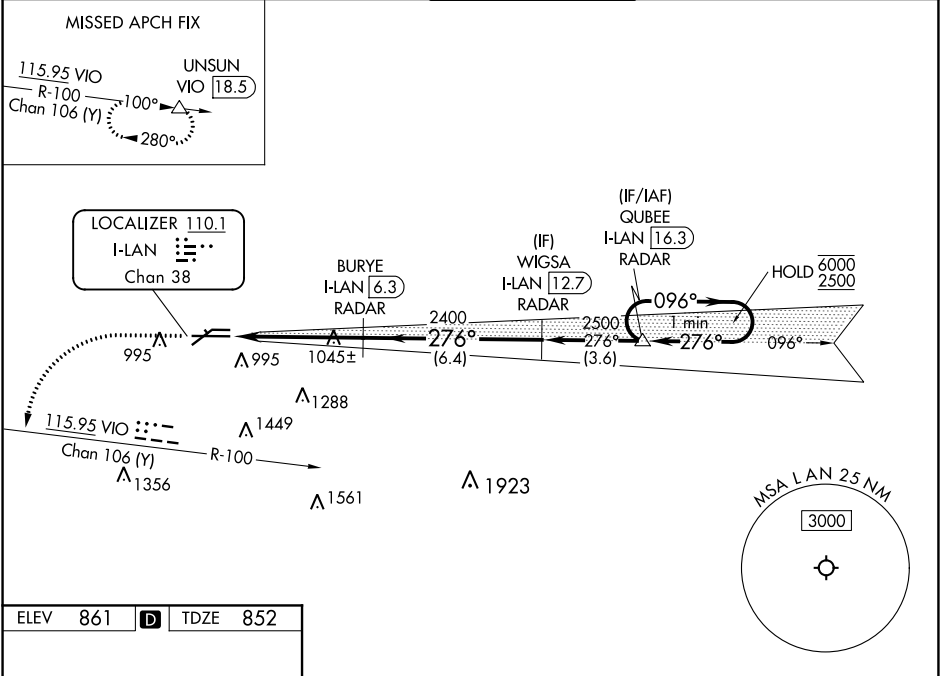 MISSED APCH FIX
115.95 VIO
R-100
Chan 106 (Y)
UNSUN
VIO 18.5
100°
280°
LOCALIZER 110.1
I-LAN
Chan 38
BURYE
I-LAN 6.3
RADAR
(IF)
WIGSA
I-LAN 12.7
RADAR
(IF/IAF)
QUBEE
I-LAN 16.3
RADAR
HOLD 6000
2500
096°
1 min
276°
096°
2400
276°
(6.4)
2500
276°
(3.6)
995
995
1045±
1288
1449
115.95 VIO
Chan 106 (Y)
R-100
1356
1561
1923
MSA LAN 25 NM
3000
ELEV 861 D TDZE 852